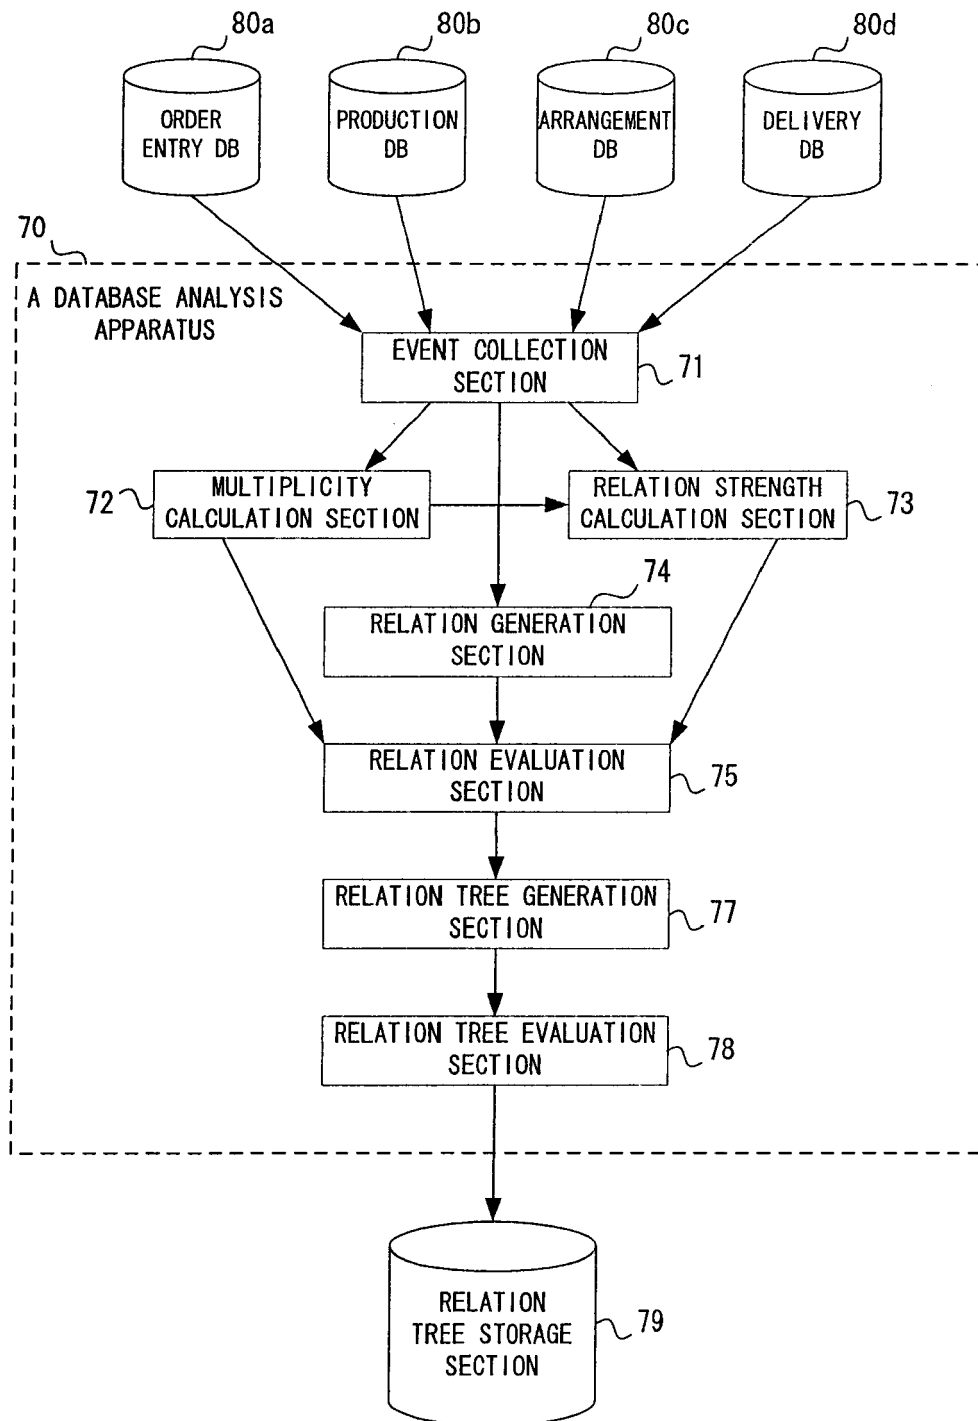 80a
80b
80c
80d
ORDER
ENTRY DB
PRODUCTION
DB
ARRANGEMENT
DB
DELIVERY
DB
70
A DATABASE ANALYSIS
APPARATUS
EVENT COLLECTION
SECTION
71
72
MULTIPLICITY
CALCULATION SECTION
RELATION STRENGTH
CALCULATION SECTION
73
74
RELATION GENERATION
SECTION
RELATION EVALUATION
SECTION
75
RELATION TREE GENERATION
SECTION
77
RELATION TREE EVALUATION
SECTION
78
RELATION
TREE STORAGE
SECTION
79